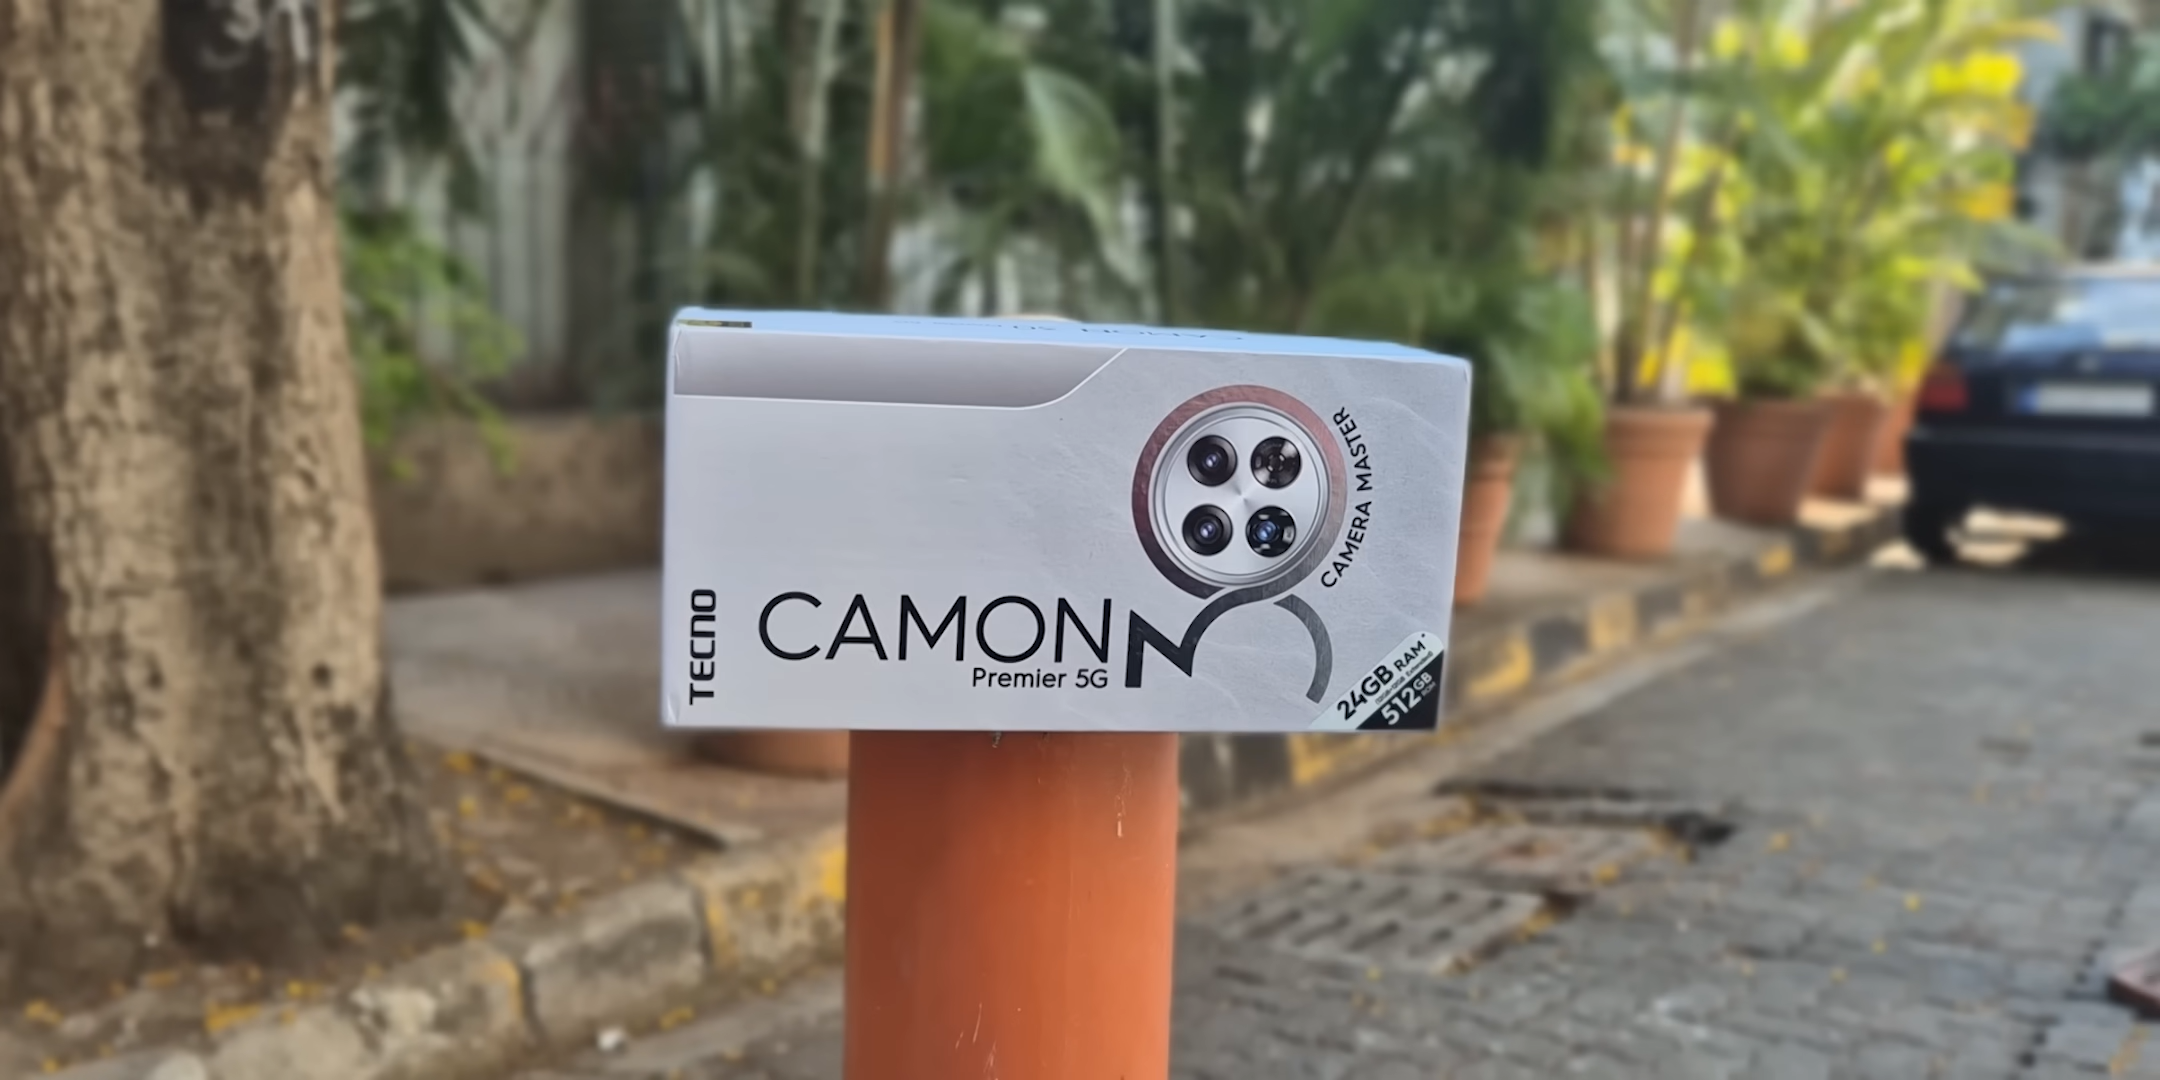 TECNO
CAMON
Premier 5G
CAMERA MASTER
24GB RAM*
512GB